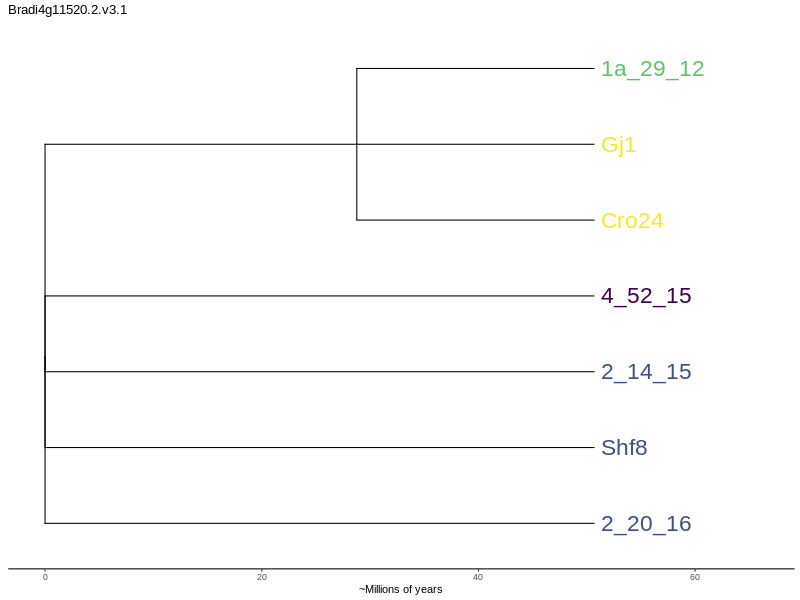 Bradi4g11520.2.v3.1
1a_29_12
Gj1
Cro24
4_52_15
2_14_15
Shf8
2_20_16
0 20 40 60
~Millions of years